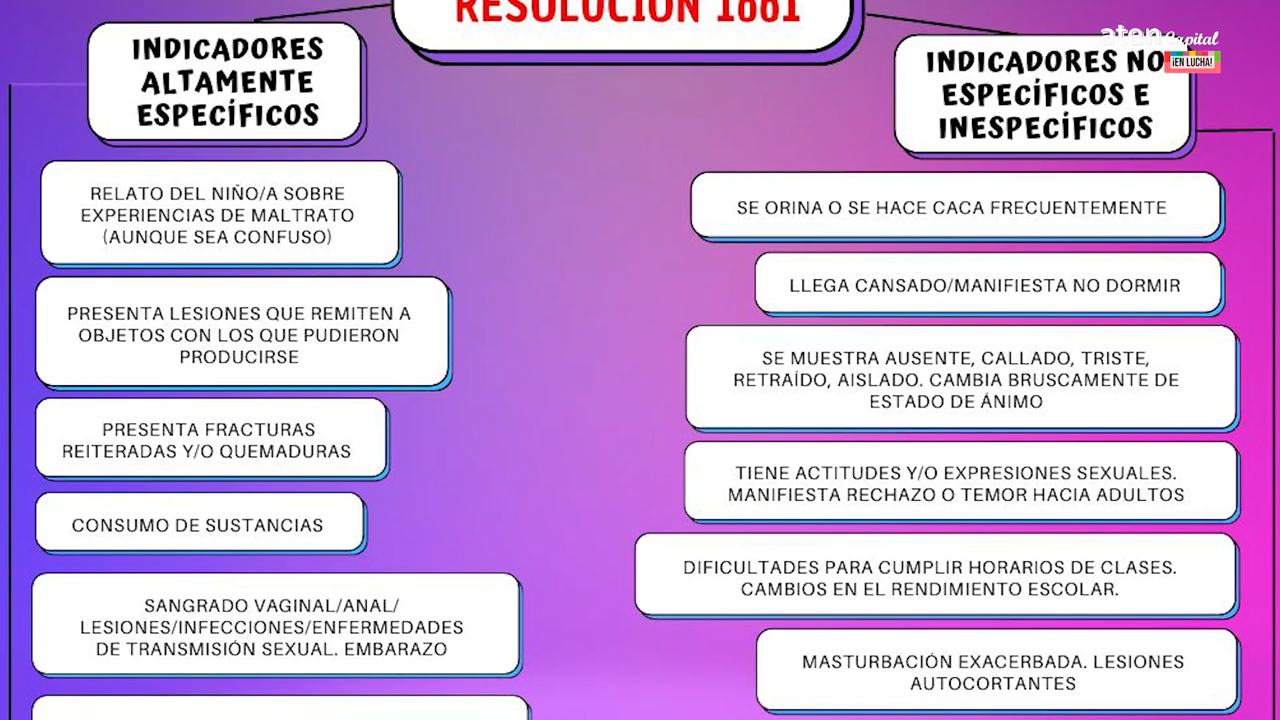 RESOLUCIÓN
aten Capital
¡EN LUCHA!
INDICADORES
ALTAMENTE
ESPECÍFICOS
RELATO DEL NIÑO/A SOBRE
EXPERIENCIAS DE MALTRATO
(AUNQUE SEA CONFUSO)
PRESENTA LESIONES QUE REMITEN A
OBJETOS CON LOS QUE PUDIERON
PRODUCIRSE
PRESENTA FRACTURAS
REITERADAS Y/O QUEMADURAS
CONSUMO DE SUSTANCIAS
SANGRADO VAGINAL/ANAL/
LESIONES/INFECCIONES/ENFERMEDADES
DE TRANSMISIÓN SEXUAL. EMBARAZO
INDICADORES NO
ESPECÍFICOS E
INESPECÍFICOS
SE ORINA O SE HACE CACA FRECUENTEMENTE
LLEGA CANSADO/MANIFIESTA NO DORMIR
SE MUESTRA AUSENTE, CALLADO, TRISTE,
RETRAÍDO, AISLADO. CAMBIA BRUSCAMENTE DE
ESTADO DE ÁNIMO
TIENE ACTITUDES Y/O EXPRESIONES SEXUALES.
MANIFIESTA RECHAZO O TEMOR HACIA ADULTOS
DIFICULTADES PARA CUMPLIR HORARIOS DE CLASES.
CAMBIOS EN EL RENDIMIENTO ESCOLAR.
MASTURBACIÓN EXACERBADA. LESIONES
AUTOCORTANTES